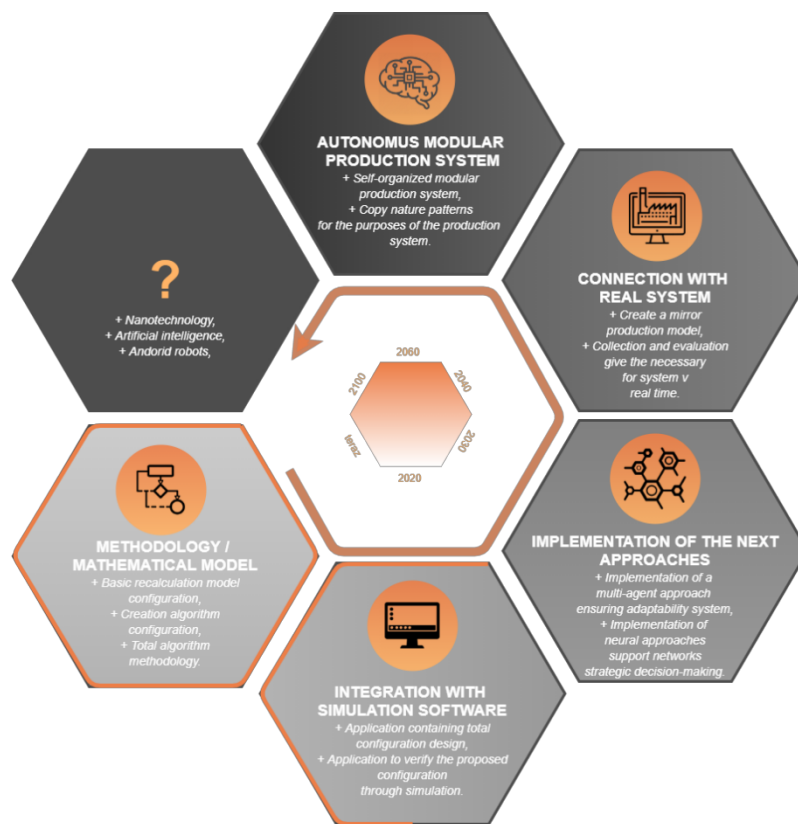 AUTONOMUS MODULAR
PRODUCTION SYSTEM
+ Self-organized modular
production system,
+ Copy nature patterns
for the purposes of the production
system.
CONNECTION WITH
REAL SYSTEM
+ Create a mirror
production model,
+ Collection and evaluation
give the necessary
for system v
real time.
?
+ Nanotechnology,
+ Artificial intelligence,
+ Andorid robots,
2060
2040
2100
2030
teraz
2020
IMPLEMENTATION OF THE NEXT
APPROACHES
+ Implementation of a
multi-agent approach
ensuring adaptability system,
+ Implementation of
neural approaches
support networks
strategic decision-making.
METHODOLOGY /
MATHEMATICAL MODEL
+ Basic recalculation model
configuration,
+ Creation algorithm
configuration,
+ Total algorithm
methodology.
INTEGRATION WITH
SIMULATION SOFTWARE
+ Application containing total
configuration design,
+ Application to verify the proposed
configuration
through simulation.